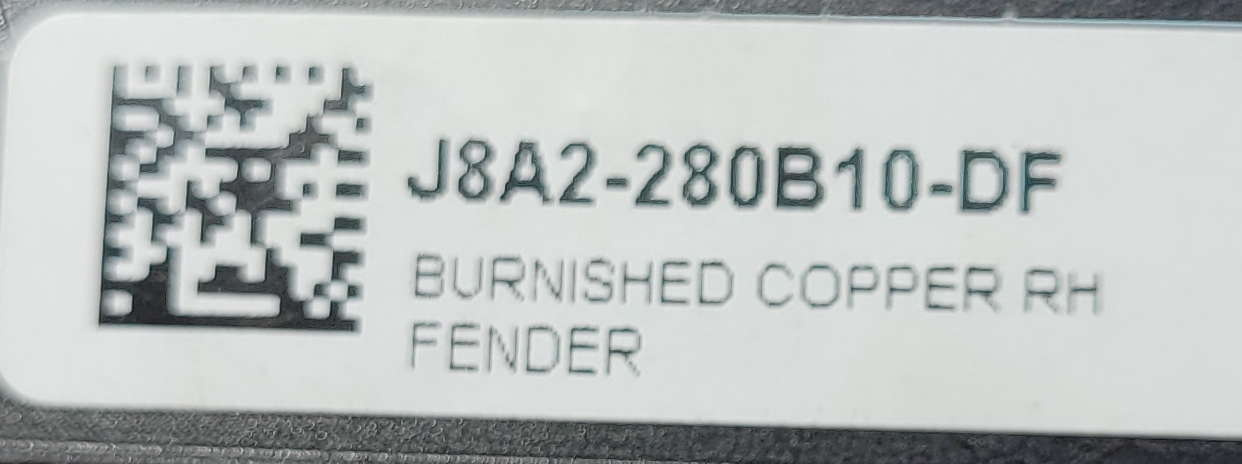 J8A2-280B10-DF
BURNISHED COPPER RH
FENDER